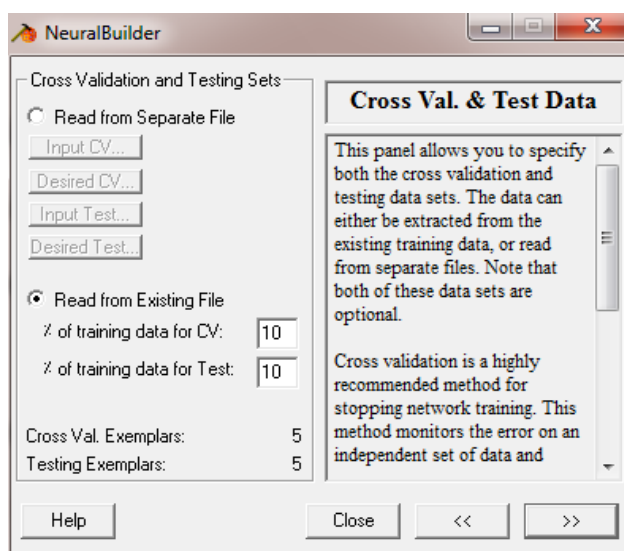 NeuralBuilder
Cross Validation and Testing Sets
Read from Separate File
Input CV...
Desired CV...
Input Test...
Desired Test...
Read from Existing File
% of training data for CV: 10
% of training data for Test: 10
Cross Val. Exemplars: 5
Testing Exemplars: 5
Cross Val. & Test Data
This panel allows you to specify
both the cross validation and
testing data sets. The data can
either be extracted from the
existing training data, or read
from separate files. Note that
both of these data sets are
optional.
Cross validation is a highly
recommended method for
stopping network training. This
method monitors the error on an
independent set of data and
Help
Close
<<
>>